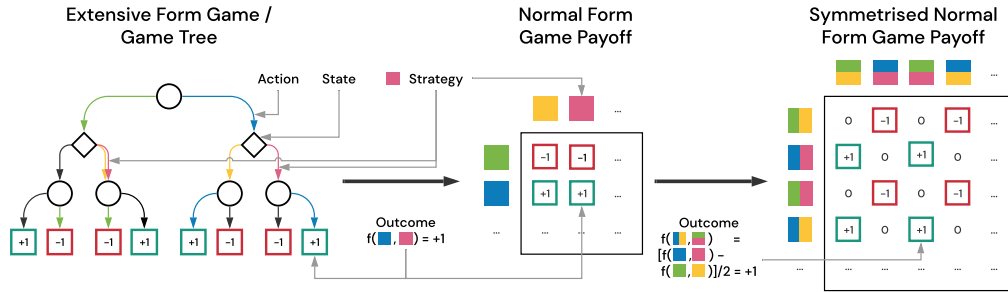 Extensive Form Game /
Game Tree
Normal Form
Game Payoff
Symmetrised Normal
Form Game Payoff
Action State Strategy
+1 -1 -1 +1 +1 -1 -1 +1
Outcome
f( , ) = +1
...
-1 -1 ...
+1 +1 ...
... ... ...
Outcome
f( , ) =
[f( , ) -
f( , )]/2 = +1
...
0 -1 0 -1 ...
+1 0 +1 0 ...
0 -1 0 -1 ...
+1 0 +1 0 ...
... ... ... ... ... ...